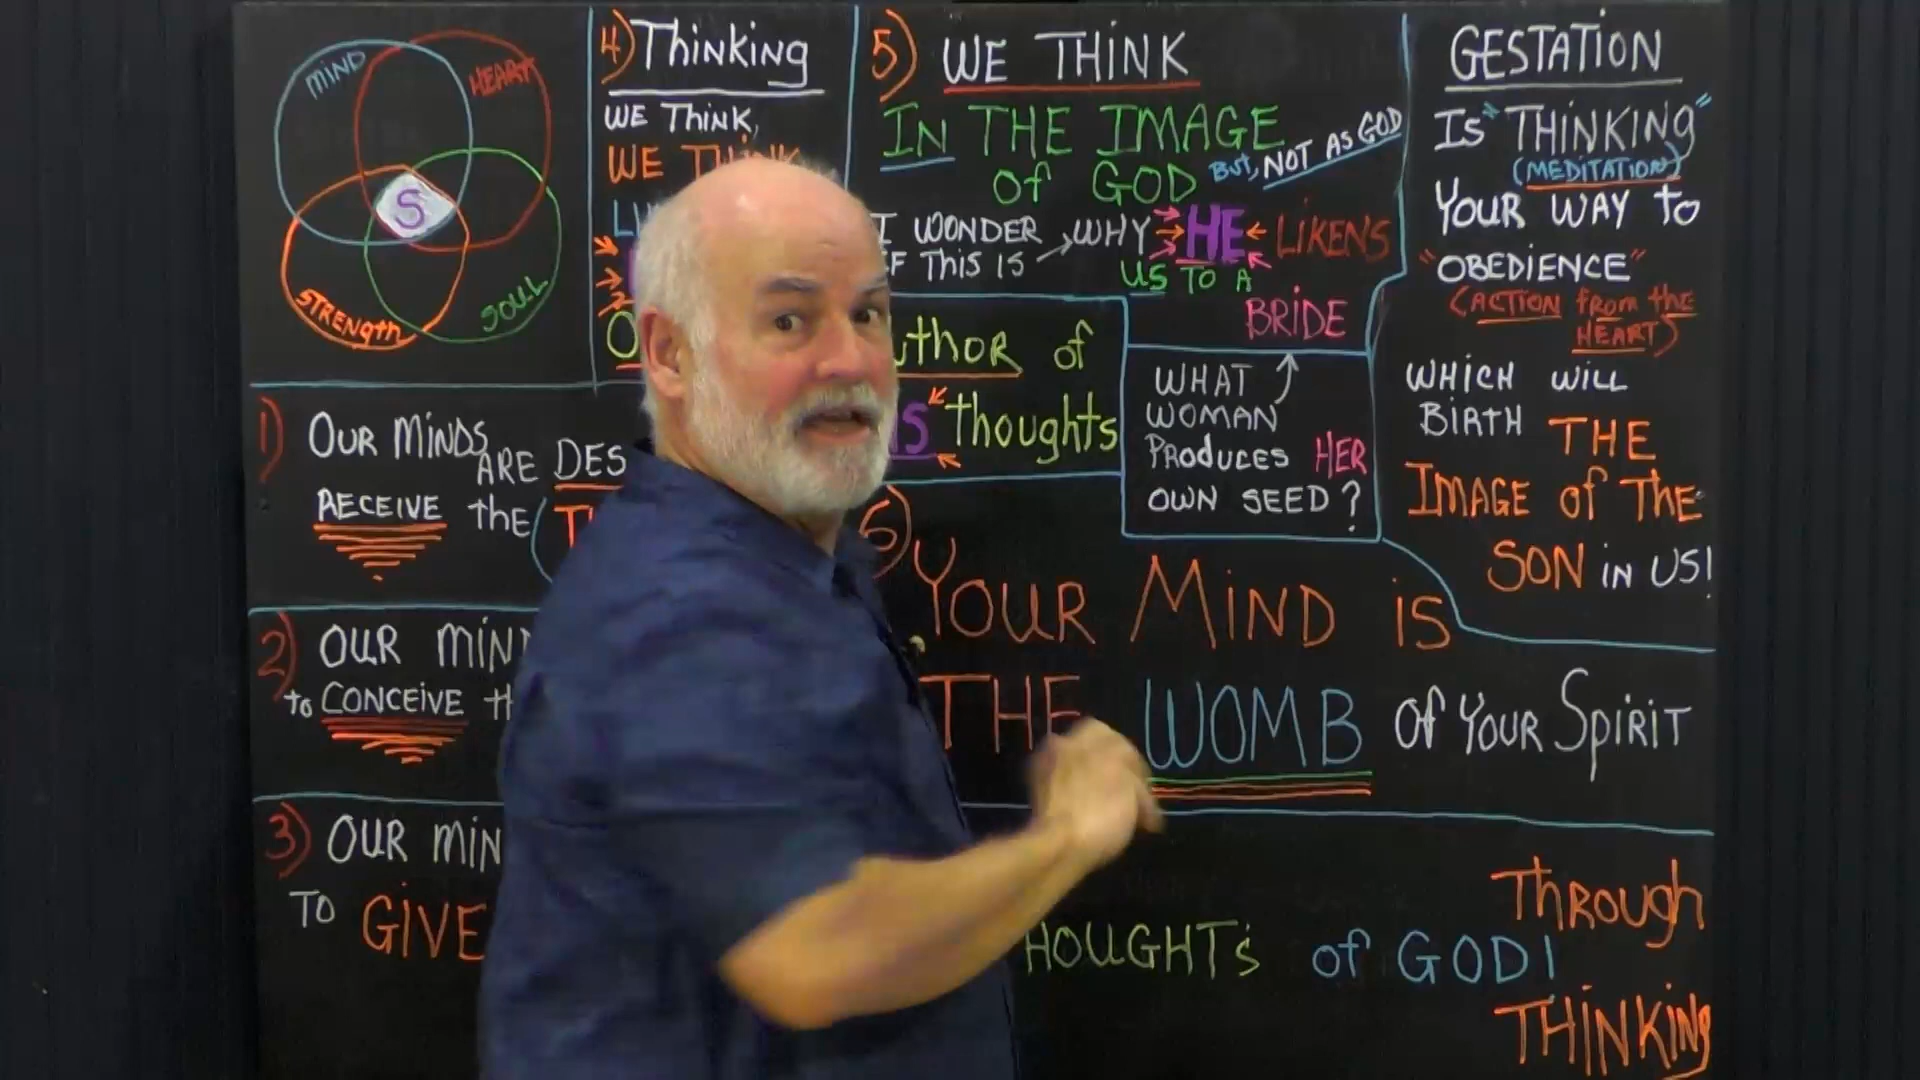 MIND
HEART
S
STRENGTH
SOUL
1) OUR MINDS
ARE DES
RECEIVE the
2) OUR MIN
to CONCEIVE
3) OUR MIN
TO GIVE
4) Thinking
WE THINK,
WE
of
thoughts
5) WE THINK
IN THE IMAGE
Of GOD
BUT, NOT AS GOD
I WONDER WHY HE LIKENS
IF THIS IS US TO A
BRIDE
WHAT
WOMAN
PRODUCES HER
OWN SEED?
6) YOUR MIND IS
THE WOMB of YOUR SPIRIT
of GOD!
THROUGH
THINKING
GESTATION
IS "THINKING"
(MEDITATION)
YOUR WAY TO
"OBEDIENCE"
(ACTION from the
HEART)
WHICH WILL
BIRTH THE
IMAGE of THE
SON IN US!